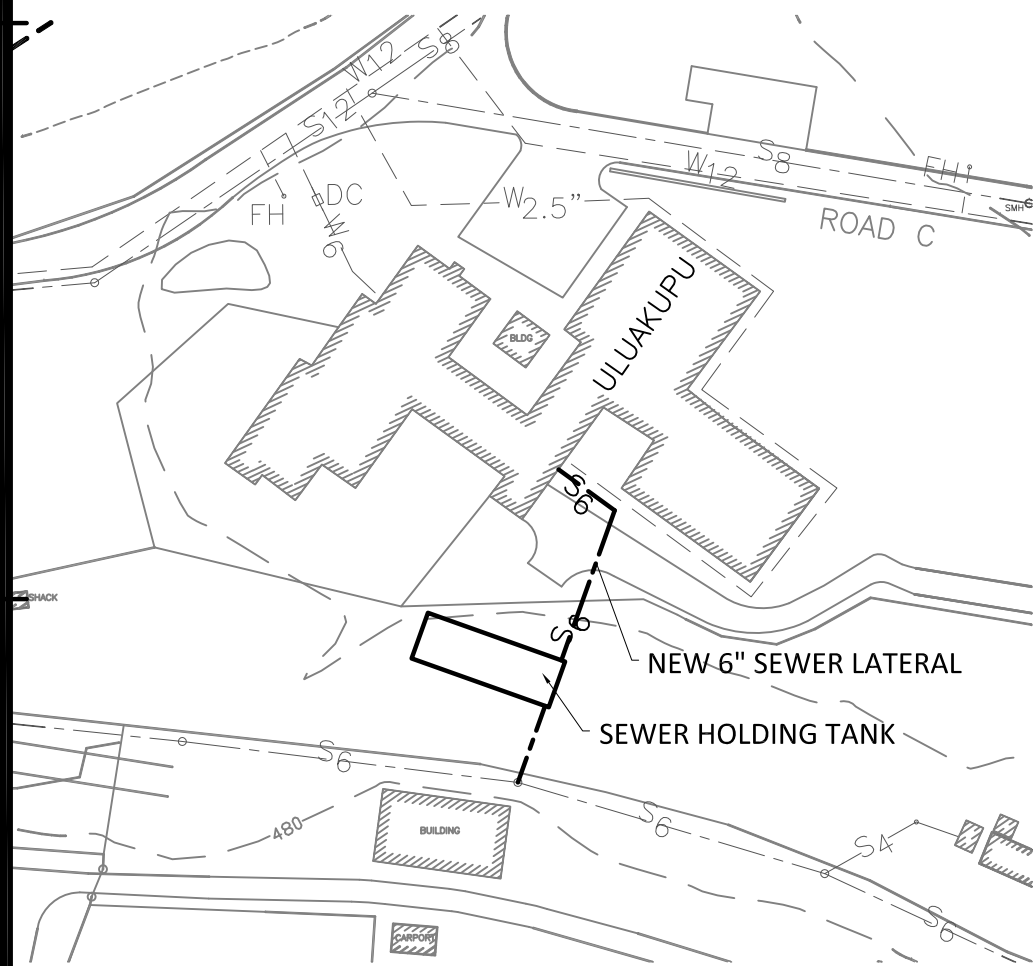 W12
S8
S12
S8
W12
FH
DC
FH
W6
W2.5”
SMH
ROAD C
ULUAKUPU
BLDG
S6
SHACK
S6
NEW 6" SEWER LATERAL
SEWER HOLDING TANK
S6
S6
480
BUILDING
S4
S6
CARPORT